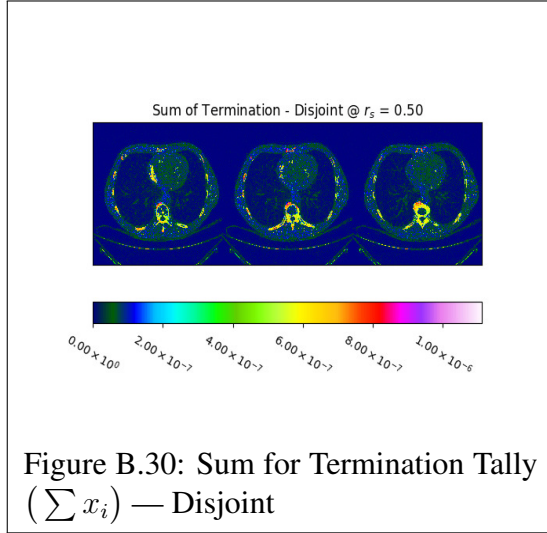 Sum of Termination - Disjoint @ r_s = 0.50
0.00 × 10^0
2.00 × 10^-7
4.00 × 10^-7
6.00 × 10^-7
8.00 × 10^-7
1.00 × 10^-6
Figure B.30: Sum for Termination Tally
(∑ x_i) — Disjoint